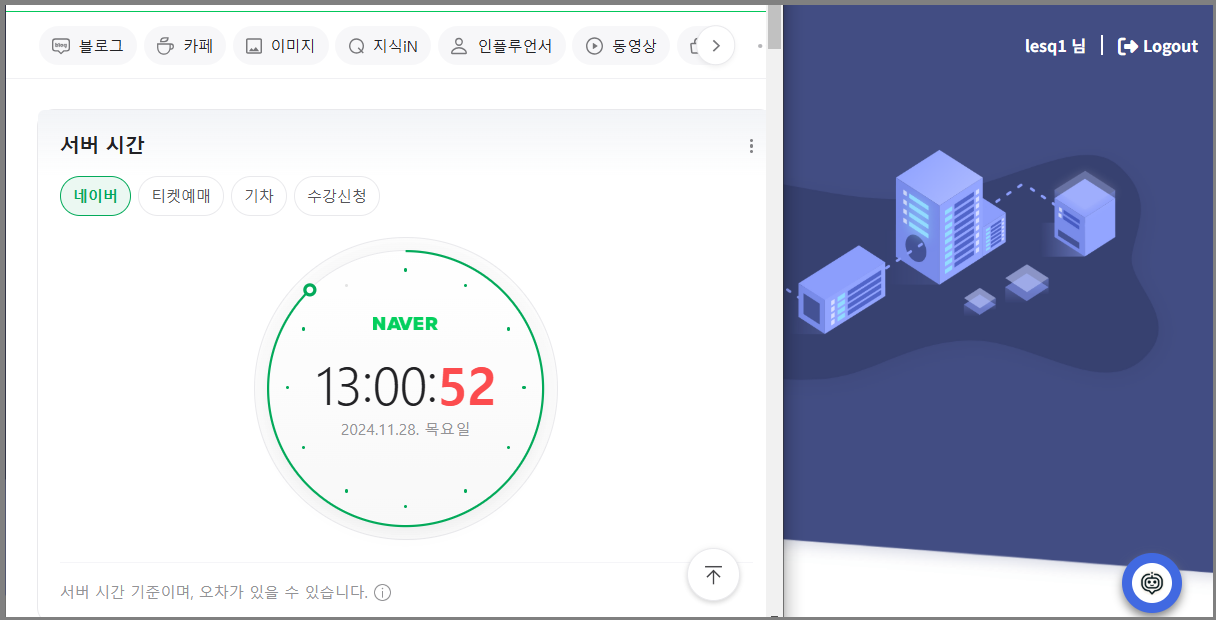 블로그 카페 이미지 지식iN 인플루언서 동영상
lesq1 님 Logout
서버 시간
네이버 티켓예매 기차 수강신청
NAVER
13:00:52
2024.11.28. 목요일
서버 시간 기준이며, 오차가 있을 수 있습니다.